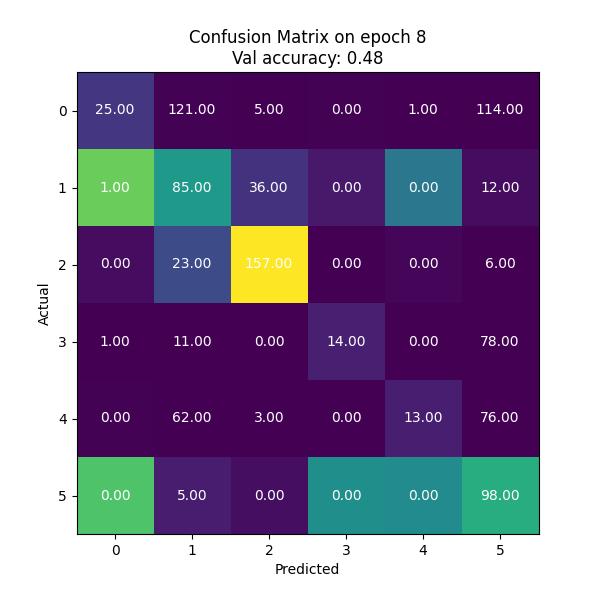 Confusion Matrix on epoch 8
Val accuracy: 0.48
0 25.00 121.00 5.00 0.00 1.00 114.00
1 1.00 85.00 36.00 0.00 0.00 12.00
2 0.00 23.00 157.00 0.00 0.00 6.00
Actual
3 1.00 11.00 0.00 14.00 0.00 78.00
4 0.00 62.00 3.00 0.00 13.00 76.00
5 0.00 5.00 0.00 0.00 0.00 98.00
0 1 2 3 4 5
Predicted